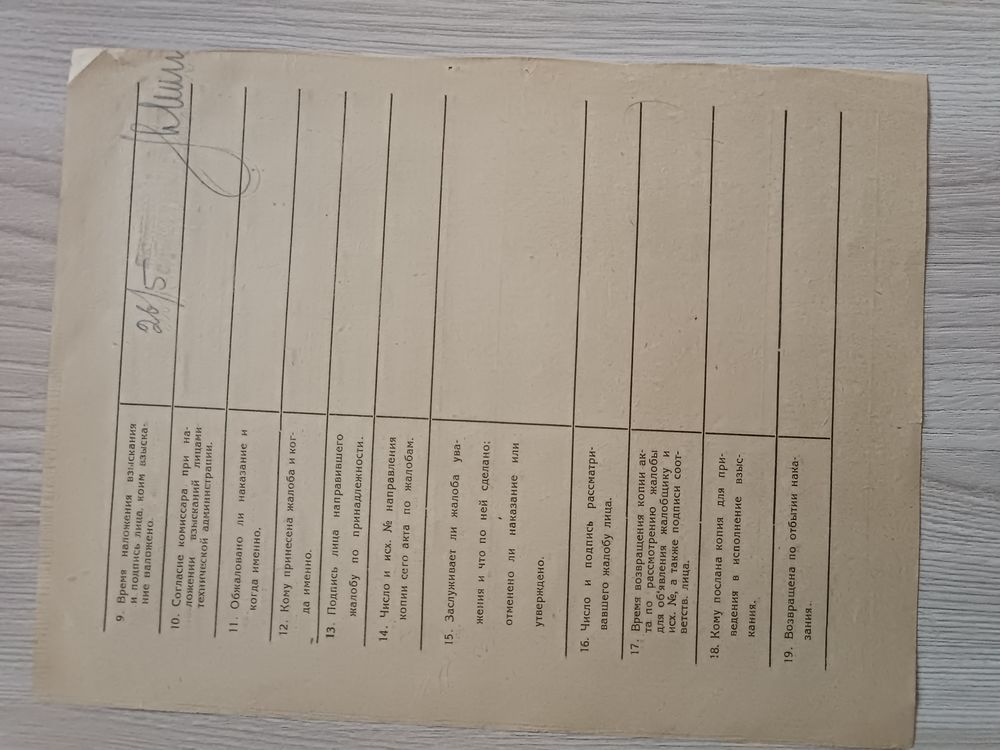 9. Время наложения взыскания
и подпись лица, коим взыска-
ние наложено.
26/5
10. Согласие комиссара при на-
ложении взысканий лицами
технической администрации.
11. Обжаловано ли наказание и
когда именно.
12. Кому принесена жалоба и ког-
да именно.
13. Подпись лица направившего
жалобу по принадлежности.
14. Число и исх. № направления
копии сего акта по жалобам.
15. Заслуживает ли жалоба ува-
жения и что по ней сделано:
отменено ли наказание или
утверждено.
16. Число и подпись рассматри-
вавшего жалобу лица.
17. Время возвращения копии ак-
та по рассмотрению жалобы
для об'явления жалобщику и
исх. №, а также подписи соот-
ветств. лица.
18. Кому послана копия для при-
ведения в исполнение взыс-
кания.
19. Возвращена по отбытии нака-
зания.